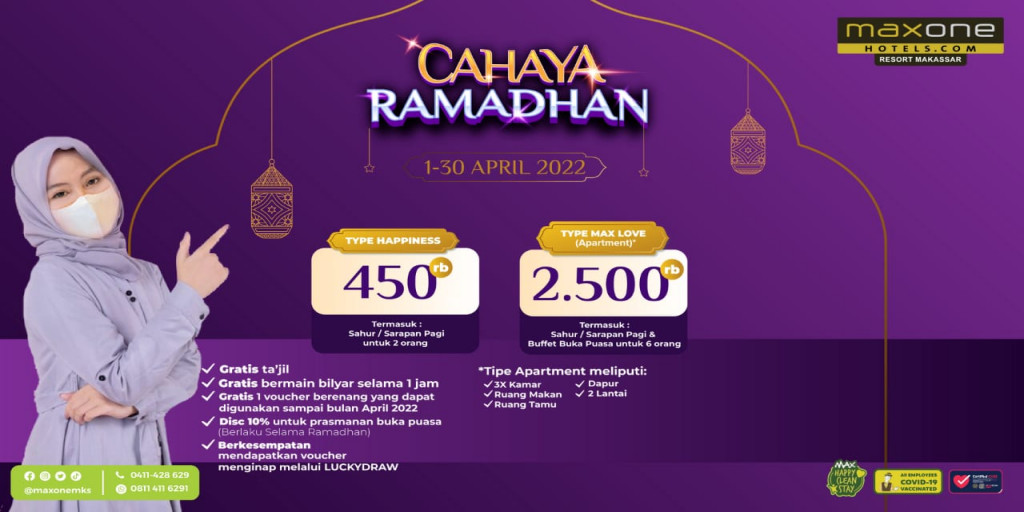 maxone
HOTELS.COM
RESORT MAKASSAR
CAHAYA
RAMADHAN
1-30 APRIL 2022
TYPE HAPPINESS
450 rb
Termasuk :
Sahur / Sarapan Pagi
untuk 2 orang
TYPE MAX LOVE
(Apartment)*
2.500 rb
Termasuk :
Sahur / Sarapan Pagi &
Buffet Buka Puasa untuk 6 orang
Gratis ta'jil
Gratis bermain bilyar selama 1 jam
Gratis 1 voucher berenang yang dapat
digunakan sampai bulan April 2022
Disc 10% untuk prasmanan buka puasa
(Berlaku Selama Ramadhan)
Berkesempatan
mendapatkan voucher
menginap melalui LUCKYDRAW
*Tipe Apartment meliputi:
3X Kamar
Ruang Makan
Ruang Tamu
Dapur
2 Lantai
@maxonemks
0411-428 629
0811 411 6291
MAX
HAPPY
CLEAN
STAY
COVID-19
VACCINATED